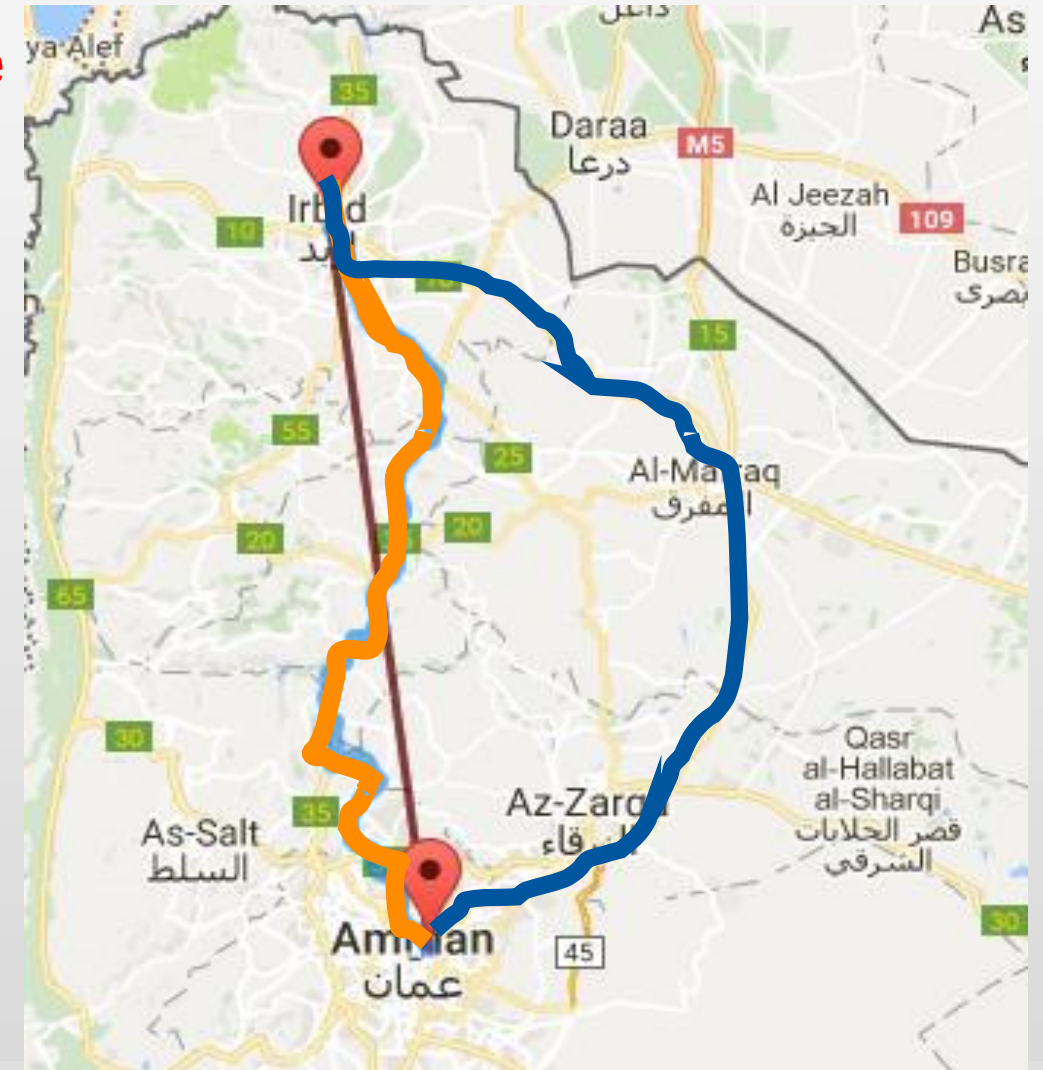 داعل
As
ya Alef
e
35
Daraa
درعا
M5
Al Jeezah
الجيزة
109
Irbid
10
Busra
بصرى
15
55
25
Al-Mafraq
المفرق
20
20
65
30
Qasr
al-Hallabat
al-Sharqi
قصر الحلابات
الشرقي
35
Az-Zarqa
الزرقاء
As-Salt
السلط
30
Amman
عمان
45